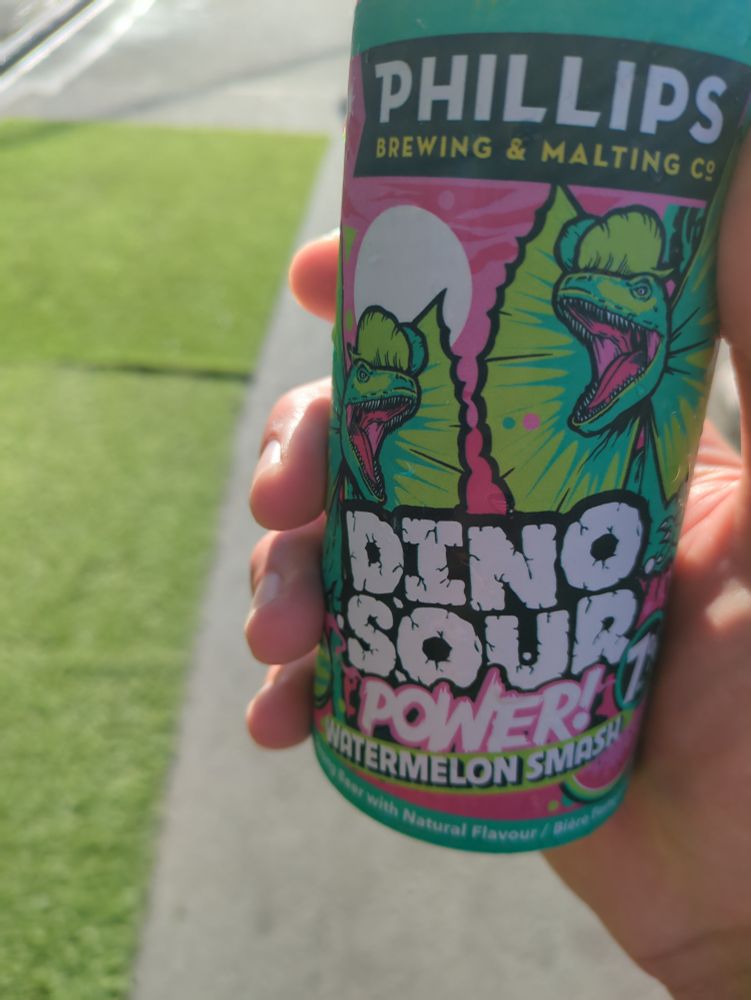 PHILLIPS
BREWING & MALTING Cº
DINO
SOUR
POWER!
WATERMELON SMASH
Beer with Natural Flavour / Bière